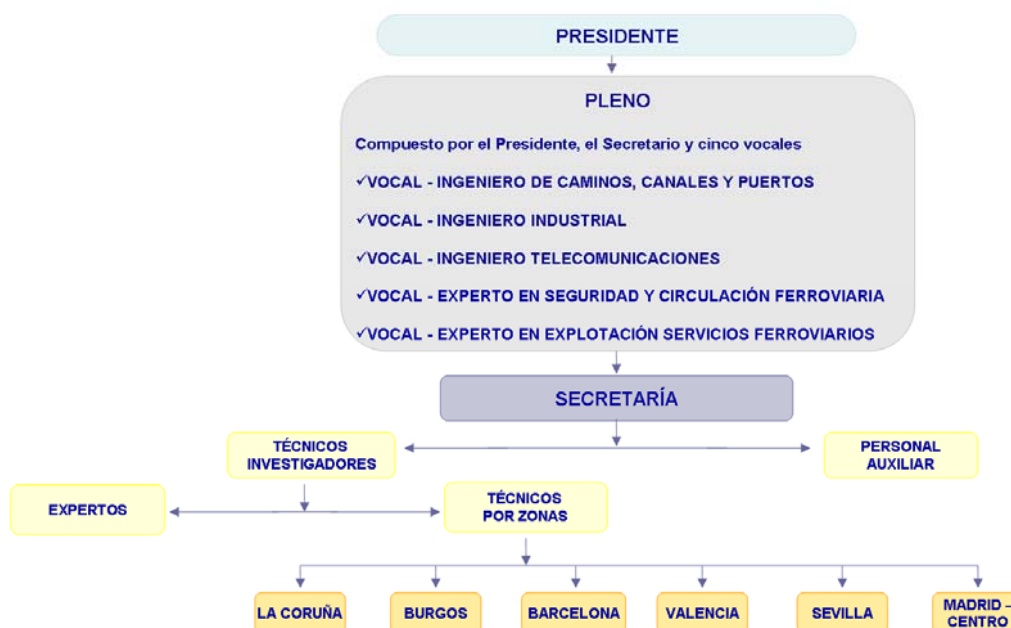 PRESIDENTE
PLENO
Compuesto por el Presidente, el Secretario y cinco vocales
✓VOCAL - INGENIERO DE CAMINOS, CANALES Y PUERTOS
✓VOCAL - INGENIERO INDUSTRIAL
✓VOCAL - INGENIERO TELECOMUNICACIONES
✓VOCAL - EXPERTO EN SEGURIDAD Y CIRCULACIÓN FERROVIARIA
✓VOCAL - EXPERTO EN EXPLOTACIÓN SERVICIOS FERROVIARIOS
SECRETARÍA
TÉCNICOS
INVESTIGADORES
PERSONAL
AUXILIAR
EXPERTOS
TÉCNICOS
POR ZONAS
LA CORUÑA
BURGOS
BARCELONA
VALENCIA
SEVILLA
MADRID –
CENTRO